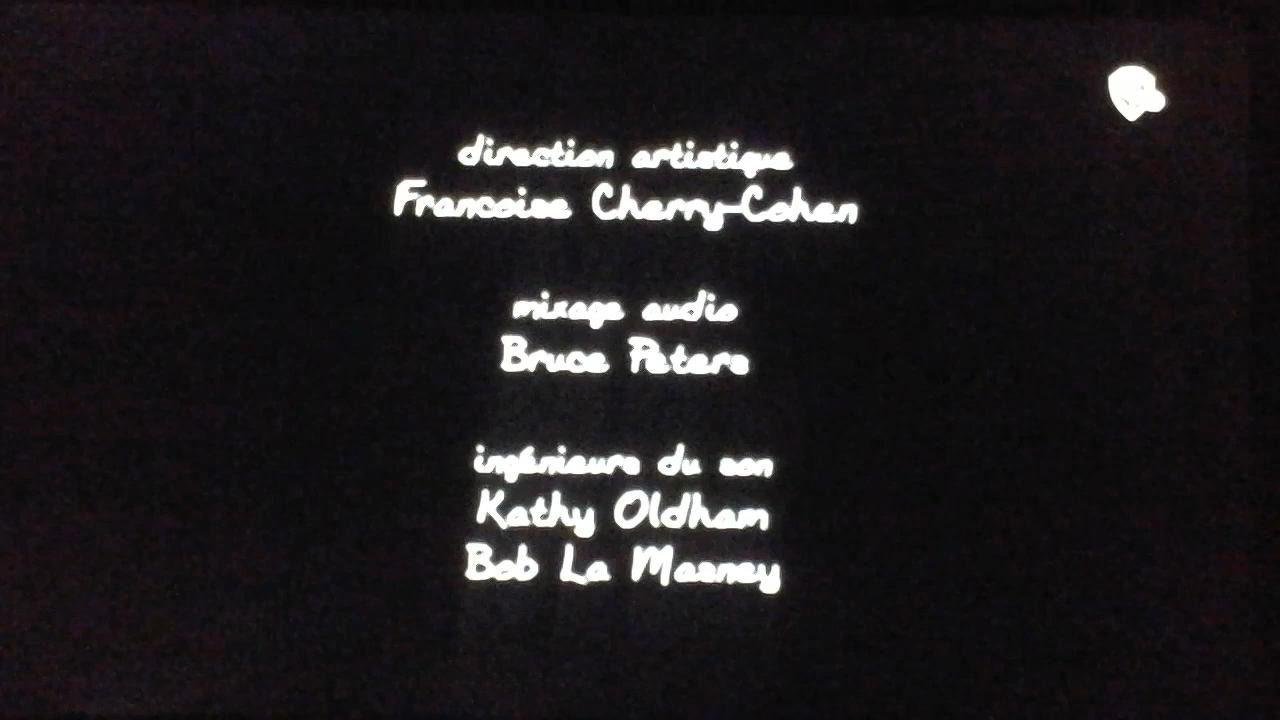 direction artistique
Francoise Cherry-Cohen
mixage audio
Bruce Peters
ingénieurs du son
Kathy Oldham
Bob La Masney